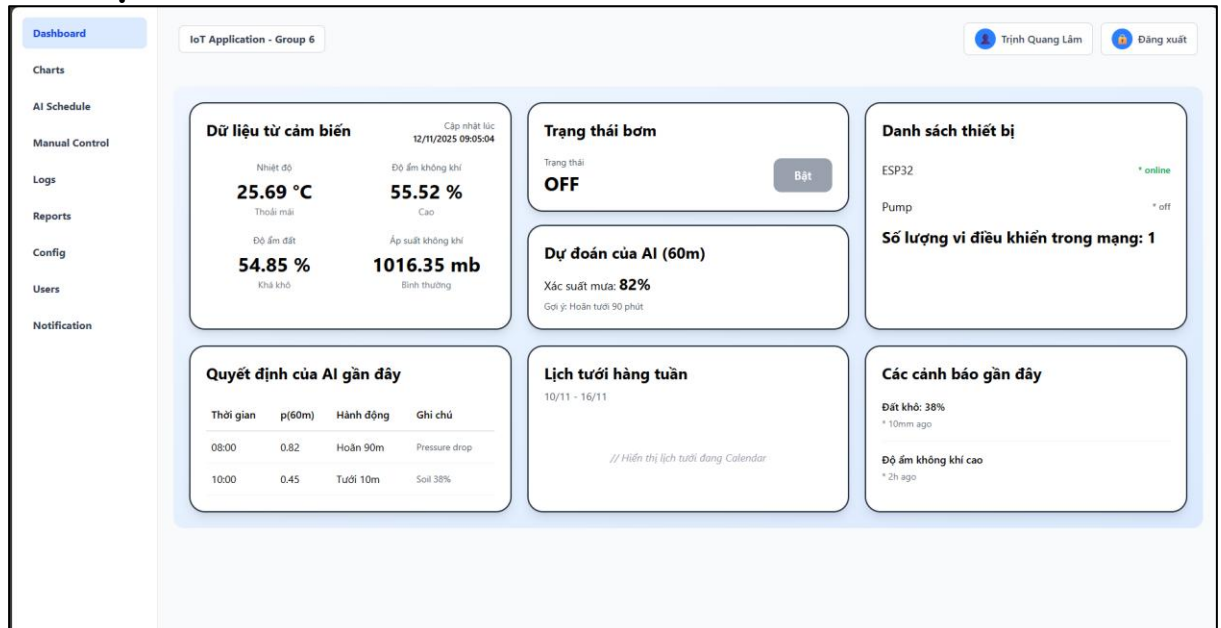 Dashboard
Charts
AI Schedule
Manual Control
Logs
Reports
Config
Users
Notification
IoT Application - Group 6
Trịnh Quang Lâm
Đăng xuất
Dữ liệu từ cảm biến
Cập nhật lúc
12/11/2025 09:05:04
Nhiệt độ
25.69 °C
Thoải mái
Độ ẩm không khí
55.52 %
Cao
Độ ẩm đất
54.85 %
Khá khô
Áp suất không khí
1016.35 mb
Bình thường
Trạng thái bơm
Trạng thái
OFF
Bật
Dự đoán của AI (60m)
Xác suất mưa: 82%
Gợi ý: Hoãn tưới 90 phút
Danh sách thiết bị
ESP32 * online
Pump * off
Số lượng vi điều khiển trong mạng: 1
Quyết định của AI gần đây
Thời gian p(60m) Hành động Ghi chú
08:00 0.82 Hoãn 90m Pressure drop
10:00 0.45 Tưới 10m Soil 38%
Lịch tưới hàng tuần
10/11 - 16/11
// Hiển thị lịch tưới dạng Calendar
Các cảnh báo gần đây
Đất khô: 38%
* 10mm ago
Độ ẩm không khí cao
* 2h ago